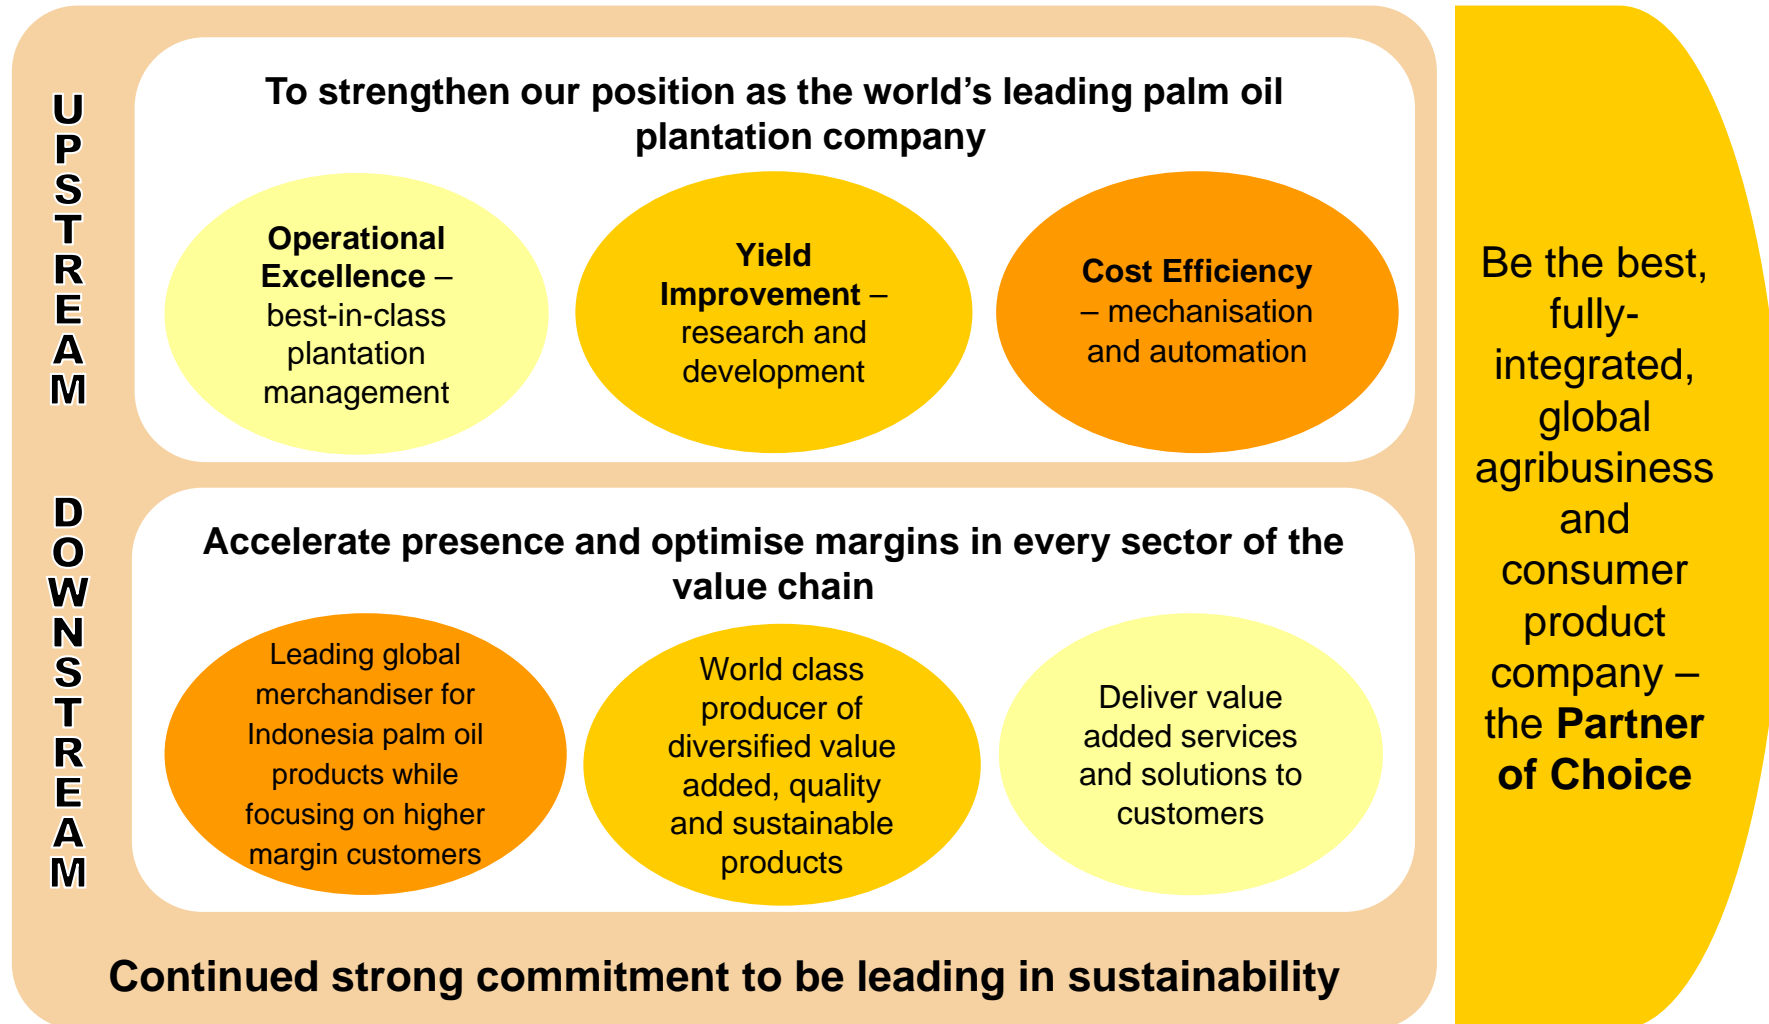 UPSTREAM
To strengthen our position as the world's leading palm oil
plantation company
Operational
Excellence –
best-in-class
plantation
management
Yield
Improvement –
research and
development
Cost Efficiency
– mechanisation
and automation
DOWNSTREAM
Accelerate presence and optimise margins in every sector of the
value chain
Leading global
merchandiser for
Indonesia palm oil
products while
focusing on higher
margin customers
World class
producer of
diversified value
added, quality
and sustainable
products
Deliver value
added services
and solutions to
customers
Continued strong commitment to be leading in sustainability
Be the best,
fully-
integrated,
global
agribusiness
and
consumer
product
company –
the Partner
of Choice